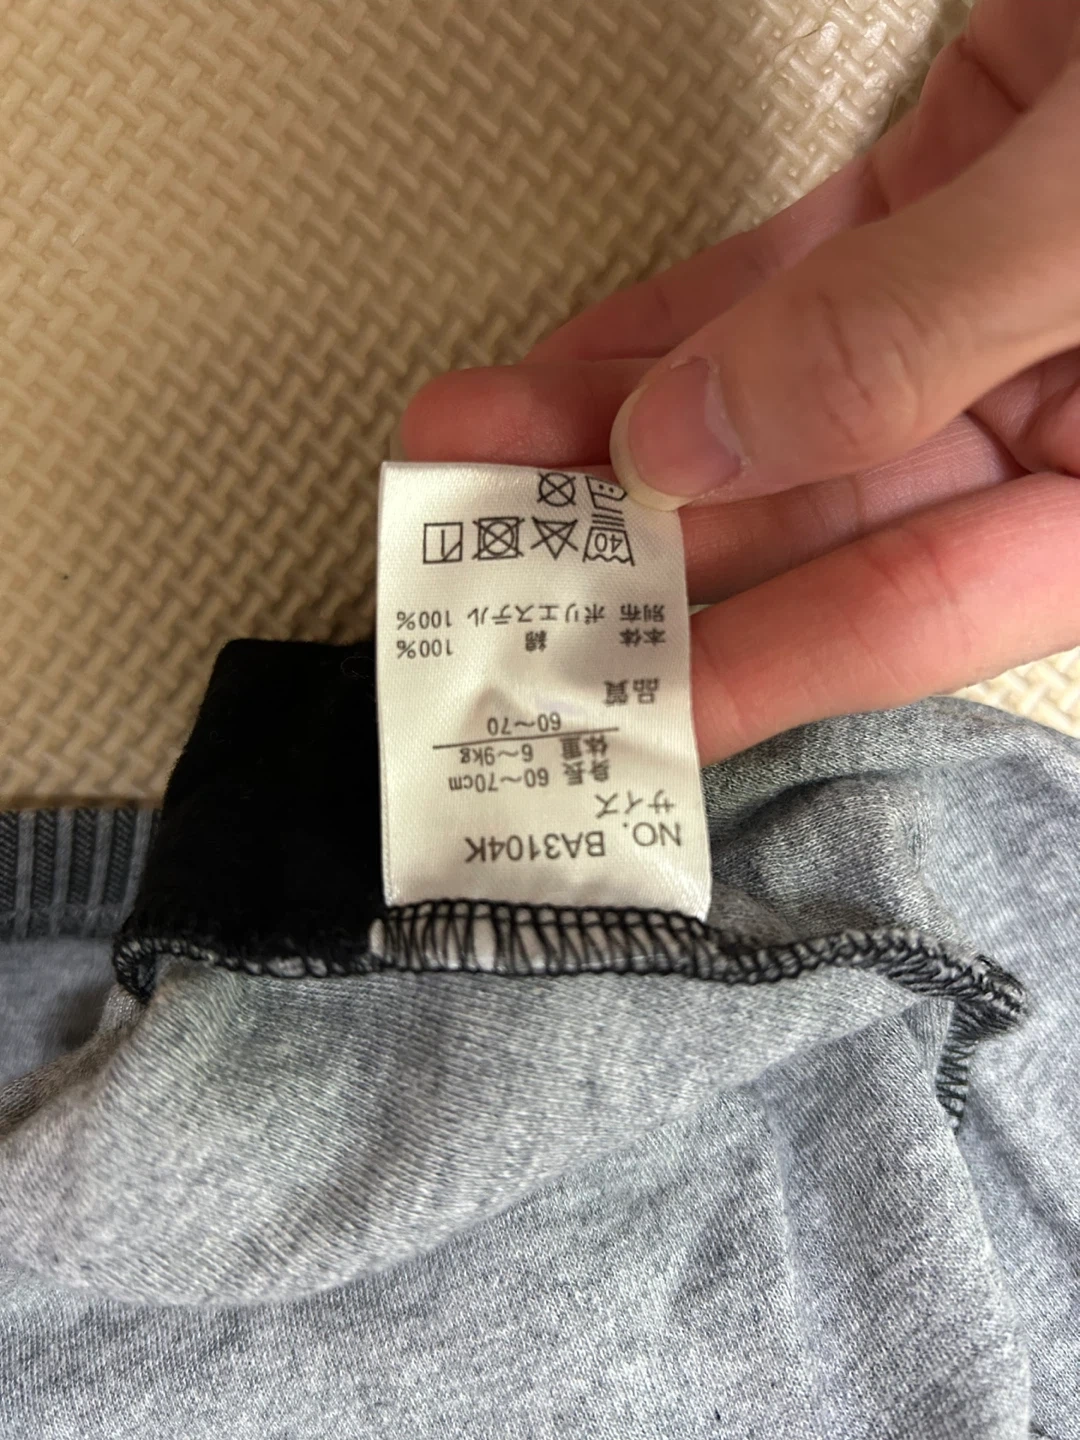 NO. BA3104K
サイズ
身長 60〜70cm
体重 6〜9kg
60〜70
品質
本体 綿 100%
別布 ポリエステル 100%
40